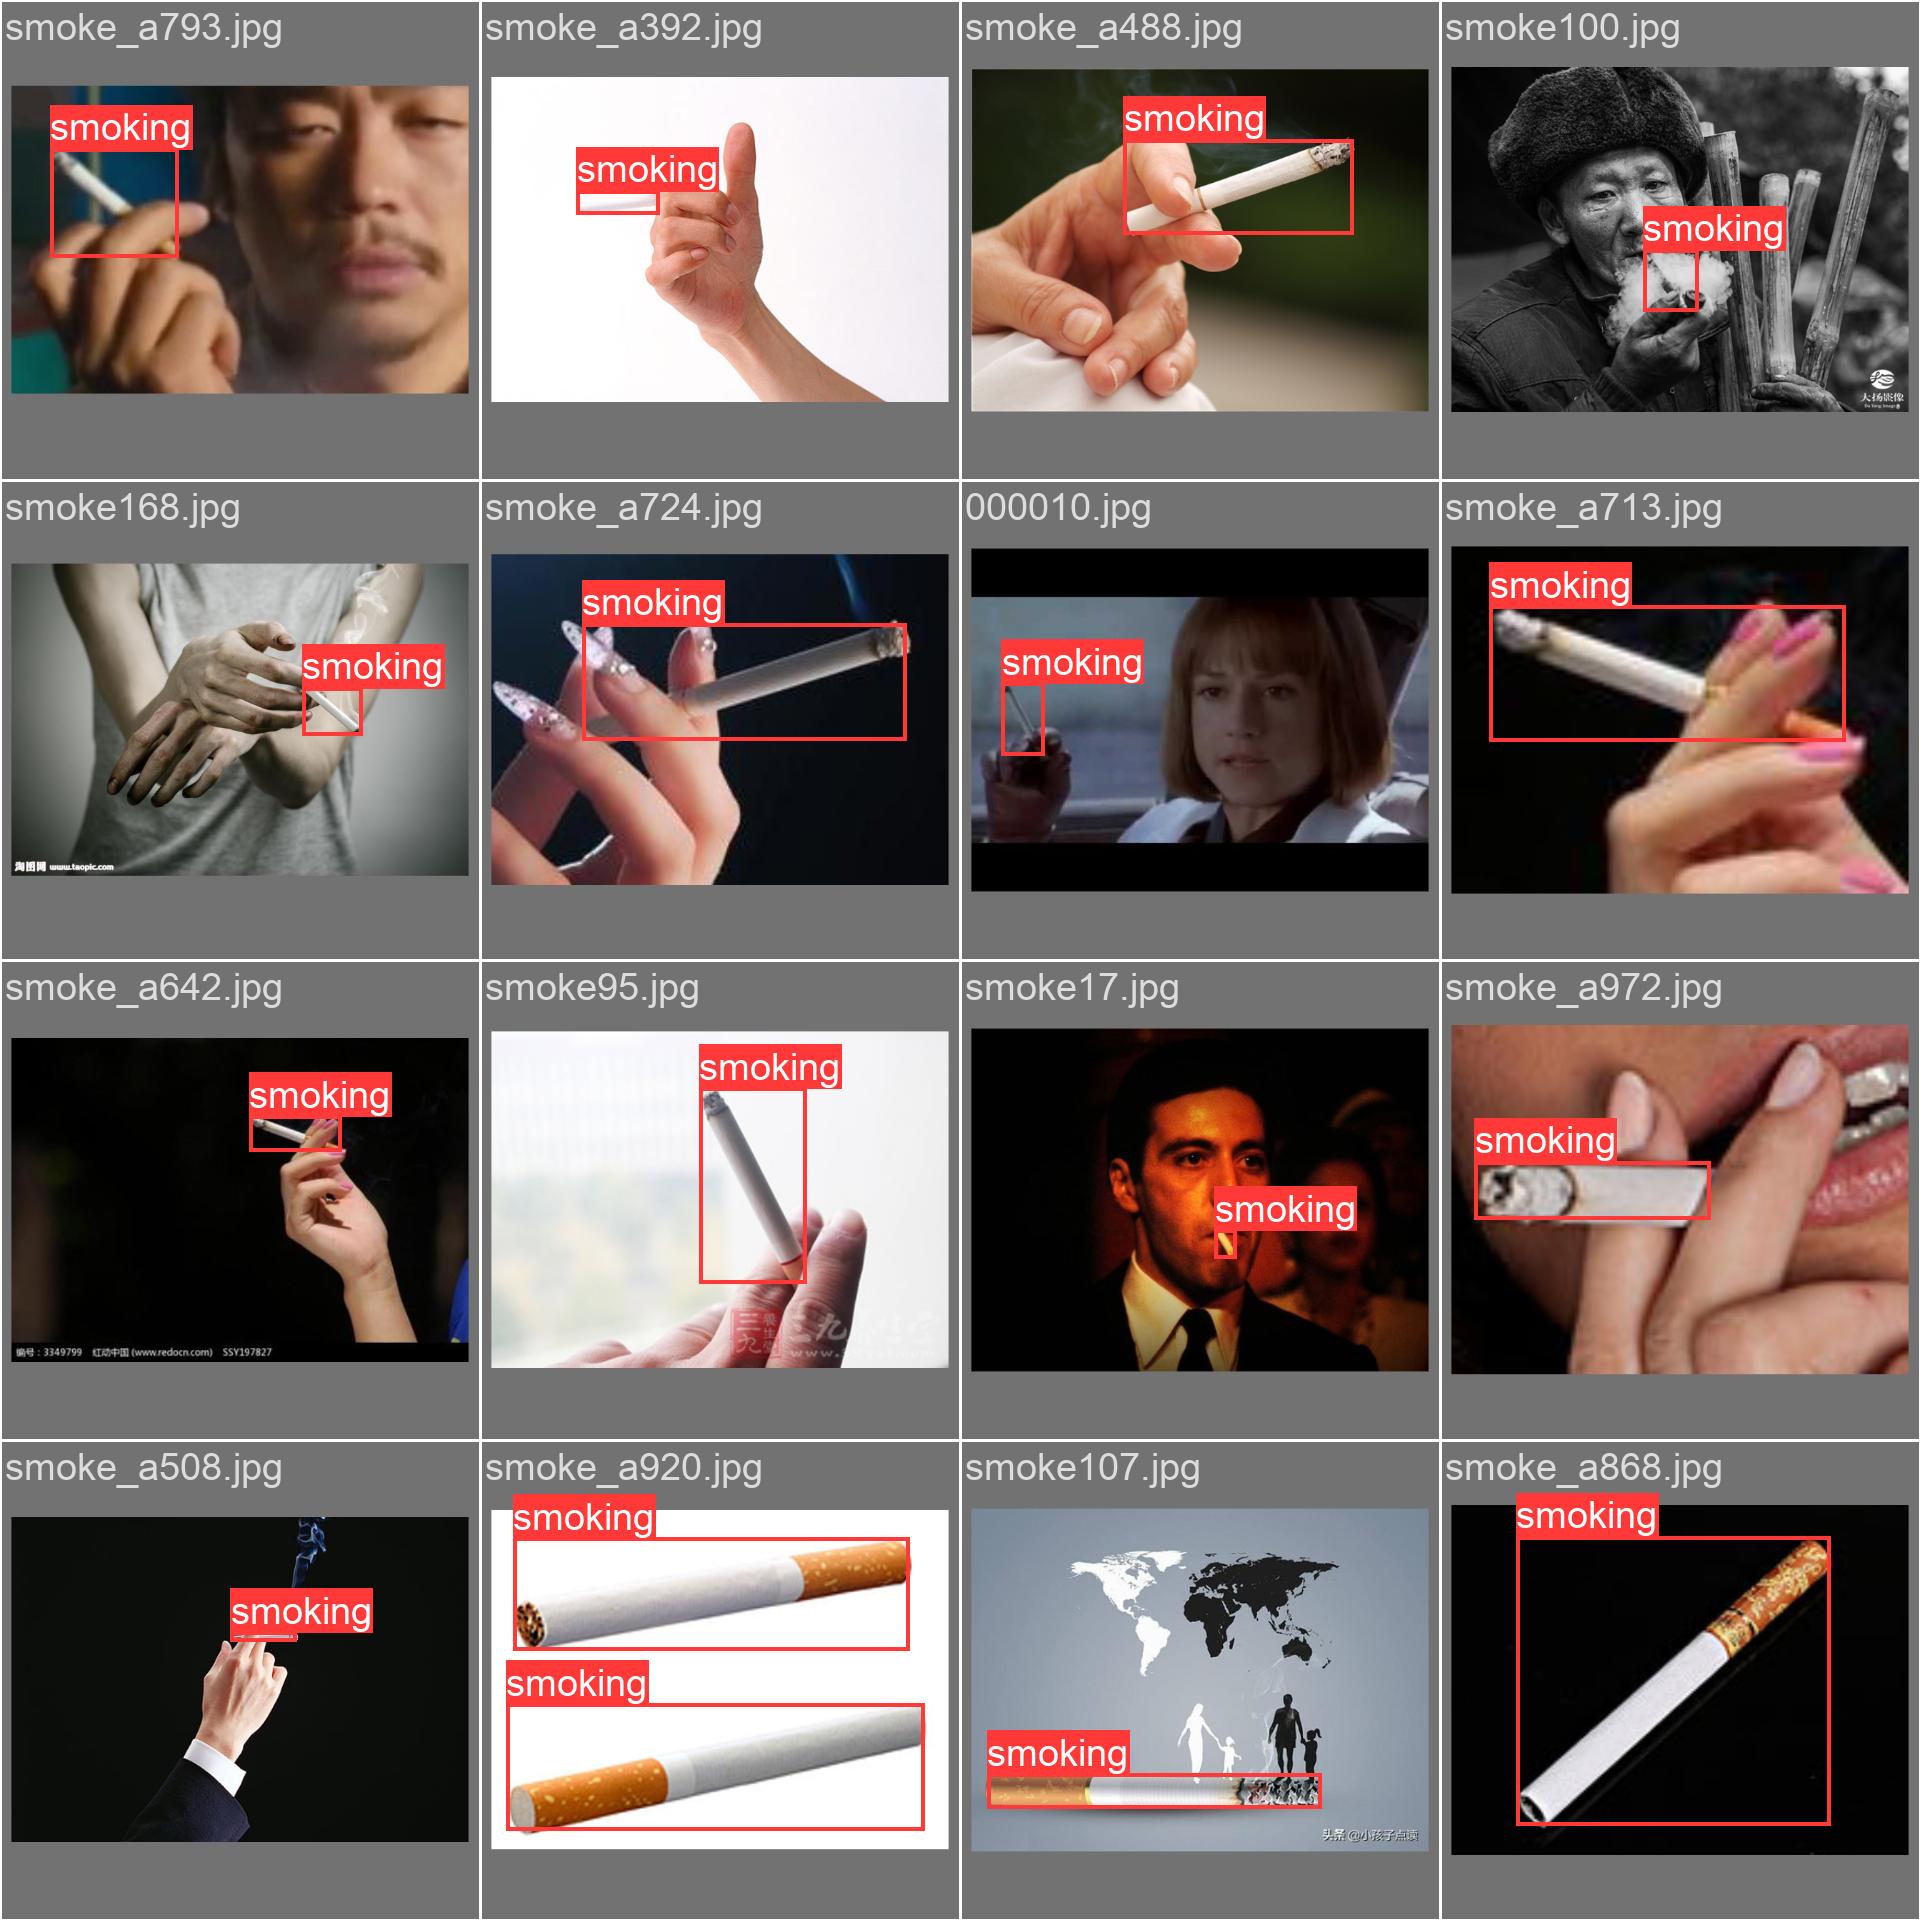 smoke_a793.jpg
smoke_a392.jpg
smoke_a488.jpg
smoke100.jpg
smoking
smoking
smoking
smoking
大扬影像
smoke168.jpg
smoke_a724.jpg
000010.jpg
smoke_a713.jpg
smoking
smoking
smoking
smoking
淘图网 www.taopic.com
smoke_a642.jpg
smoke95.jpg
smoke17.jpg
smoke_a972.jpg
smoking
smoking
smoking
smoking
编号：3349799 红动中国 (www.redocn.com) SSY197827
smoke_a508.jpg
smoke_a920.jpg
smoke107.jpg
smoke_a868.jpg
smoking
smoking
smoking
smoking
smoking
头条 @小孩子点读